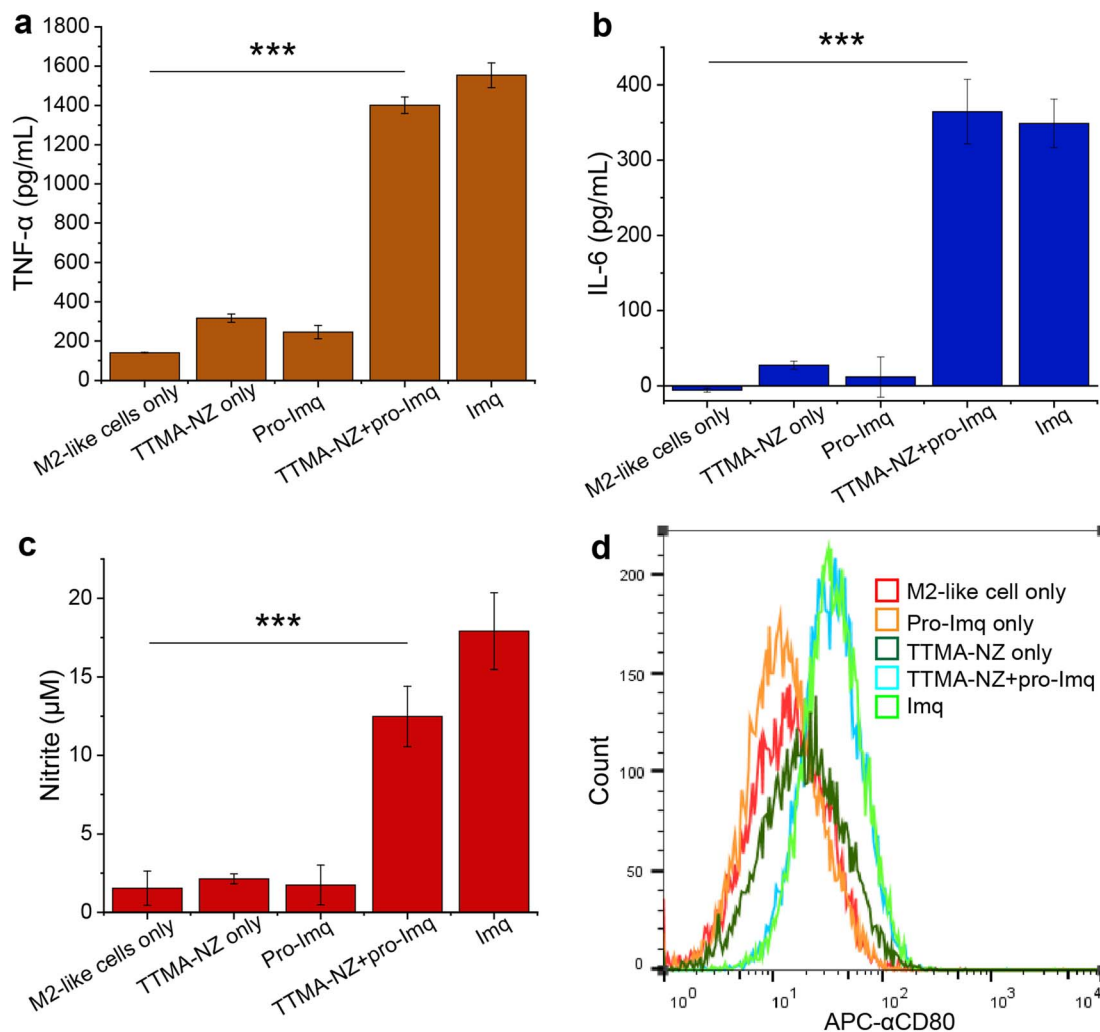 a
TNF-α (pg/mL)
1800
1600
1400
1200
1000
800
600
400
200
0
***
M2-like cells only
TTMA-NZ only
Pro-Imq
TTMA-NZ+pro-Imq
Imq
b
IL-6 (pg/mL)
400
300
200
100
0
***
M2-like cells only
TTMA-NZ only
Pro-Imq
TTMA-NZ+pro-Imq
Imq
c
Nitrite (µM)
20
15
10
5
0
***
M2-like cells only
TTMA-NZ only
Pro-Imq
TTMA-NZ+pro-Imq
Imq
d
Count
200
150
100
50
0
M2-like cell only
Pro-Imq only
TTMA-NZ only
TTMA-NZ+pro-Imq
Imq
10⁰
10¹
10²
10³
10⁴
APC-αCD80